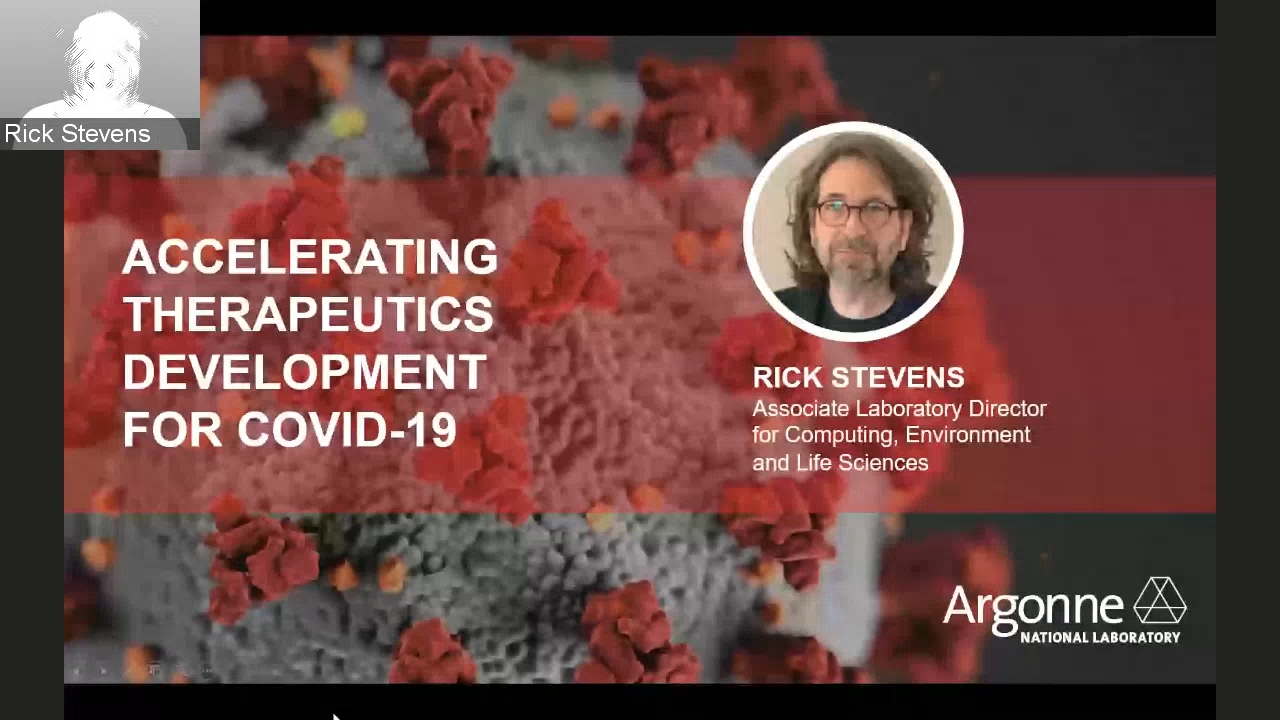 Rick Stevens
ACCELERATING
THERAPEUTICS
DEVELOPMENT
FOR COVID-19
RICK STEVENS
Associate Laboratory Director
for Computing, Environment
and Life Sciences
Argonne
NATIONAL LABORATORY